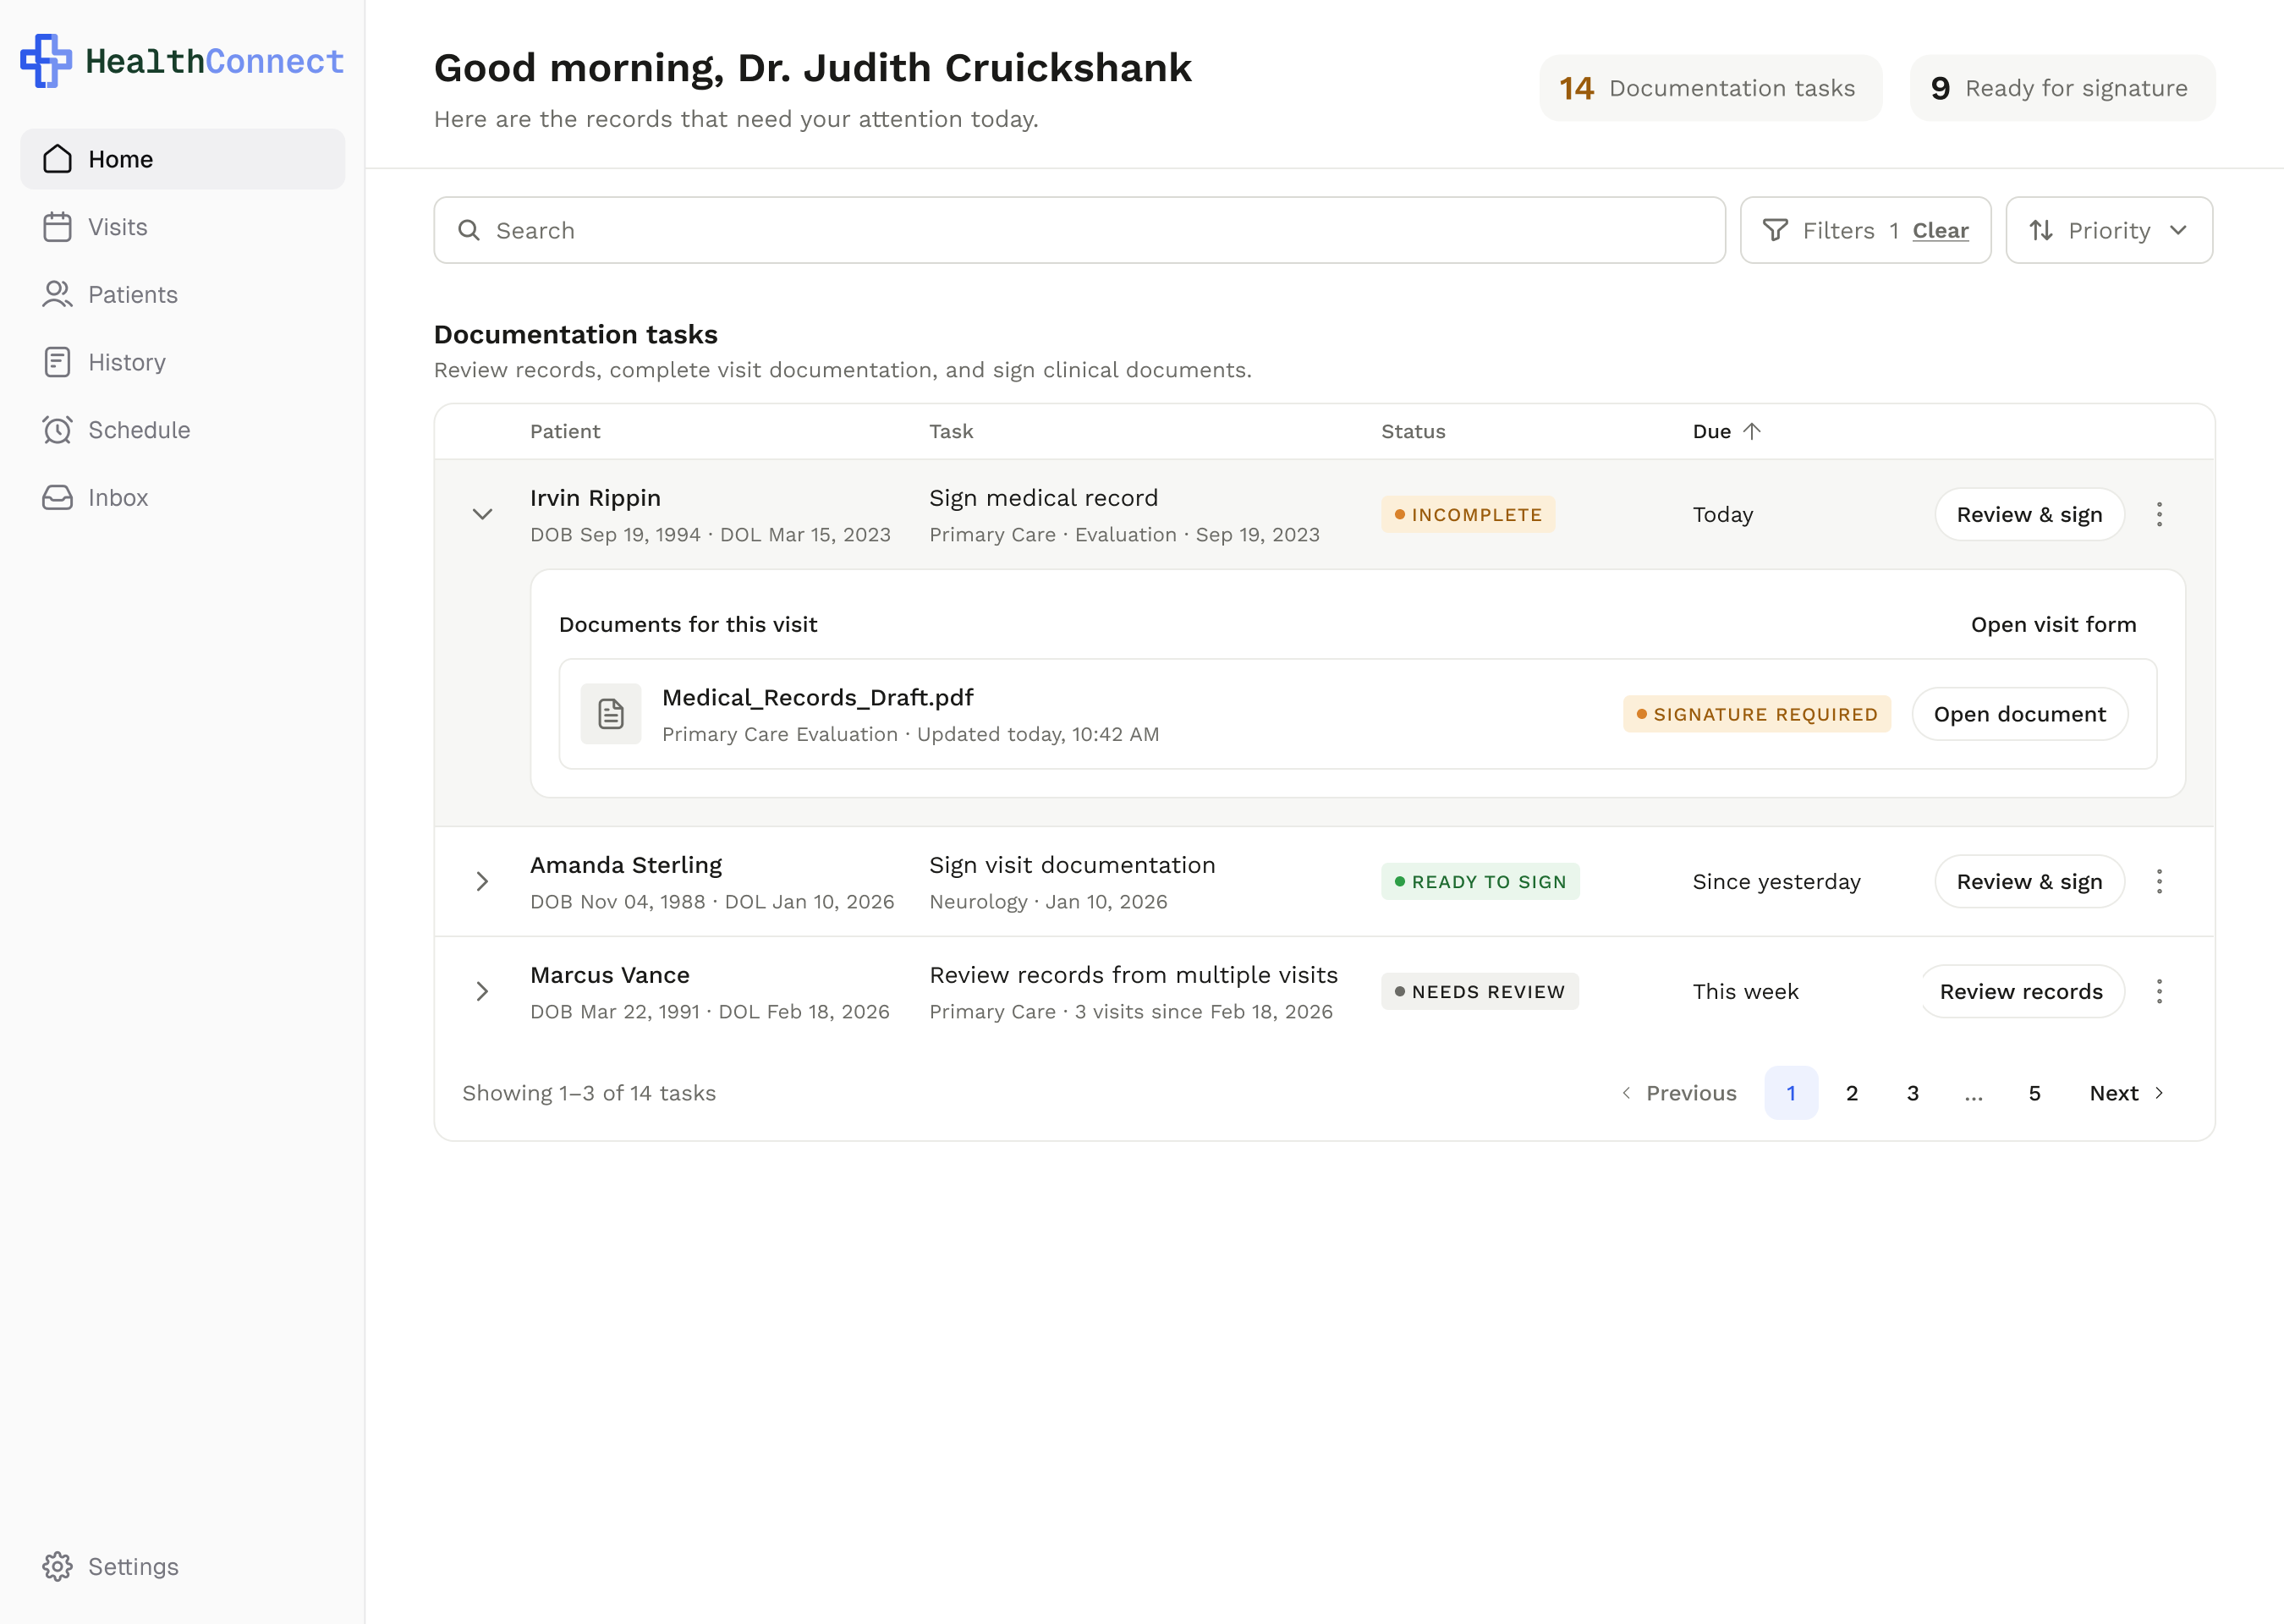 HealthConnect
Home
Visits
Patients
History
Schedule
Inbox
Settings
Good morning, Dr. Judith Cruickshank
Here are the records that need your attention today.
14 Documentation tasks
9 Ready for signature
Search
Filters 1 Clear
Priority
Documentation tasks
Review records, complete visit documentation, and sign clinical documents.
Patient Task Status Due
Irvin Rippin Sign medical record
DOB Sep 19, 1994 · DOL Mar 15, 2023 Primary Care · Evaluation · Sep 19, 2023
INCOMPLETE Today Review & sign
Documents for this visit Open visit form
Medical_Records_Draft.pdf
Primary Care Evaluation · Updated today, 10:42 AM
SIGNATURE REQUIRED Open document
Amanda Sterling Sign visit documentation
DOB Nov 04, 1988 · DOL Jan 10, 2026 Neurology · Jan 10, 2026
READY TO SIGN Since yesterday Review & sign
Marcus Vance Review records from multiple visits
DOB Mar 22, 1991 · DOL Feb 18, 2026 Primary Care · 3 visits since Feb 18, 2026
NEEDS REVIEW This week Review records
Showing 1–3 of 14 tasks
Previous 1 2 3 ... 5 Next